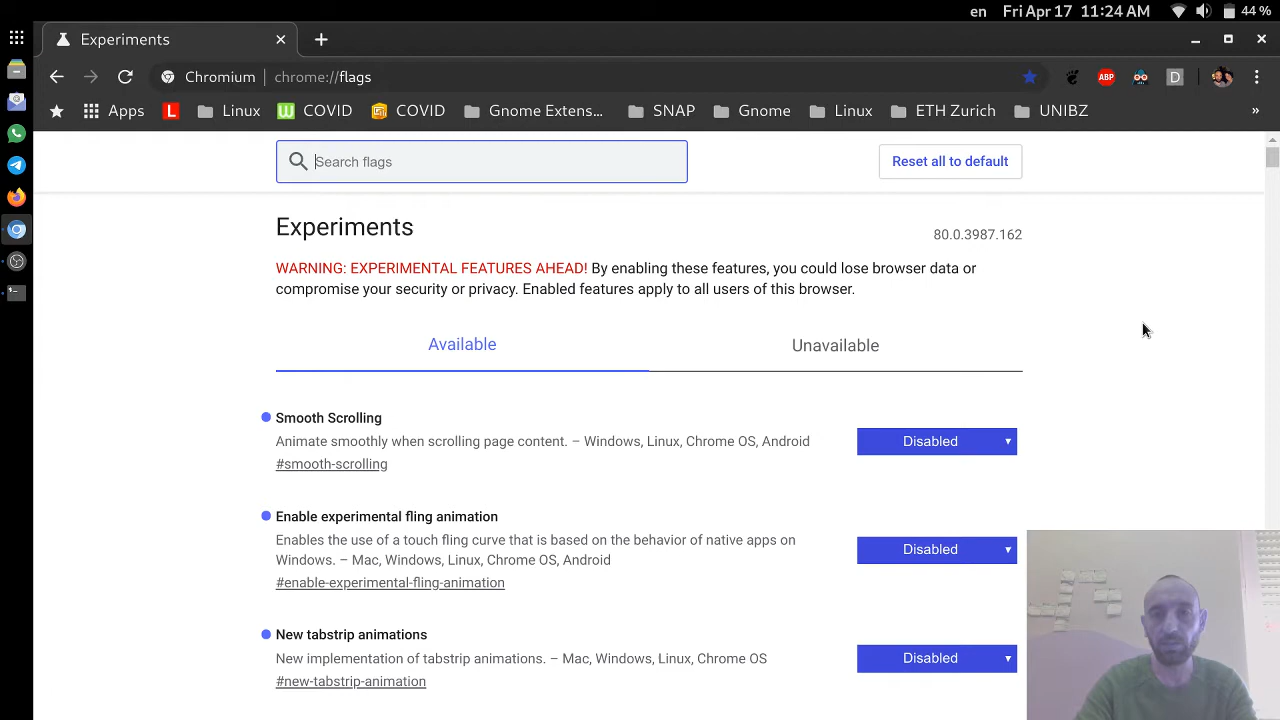 en Fri Apr 17 11:24 AM 44 %
Experiments
Chromium chrome://flags ABP D
Apps L Linux W COVID COVID Gnome Extens... SNAP Gnome Linux ETH Zurich UNIBZ »
Search flags Reset all to default
Experiments 80.0.3987.162
WARNING: EXPERIMENTAL FEATURES AHEAD! By enabling these features, you could lose browser data or
compromise your security or privacy. Enabled features apply to all users of this browser.
Available Unavailable
Smooth Scrolling
Animate smoothly when scrolling page content. – Windows, Linux, Chrome OS, Android Disabled
#smooth-scrolling
Enable experimental fling animation
Enables the use of a touch fling curve that is based on the behavior of native apps on
Windows. – Mac, Windows, Linux, Chrome OS, Android Disabled
#enable-experimental-fling-animation
New tabstrip animations
New implementation of tabstrip animations. – Mac, Windows, Linux, Chrome OS Disabled
#new-tabstrip-animation